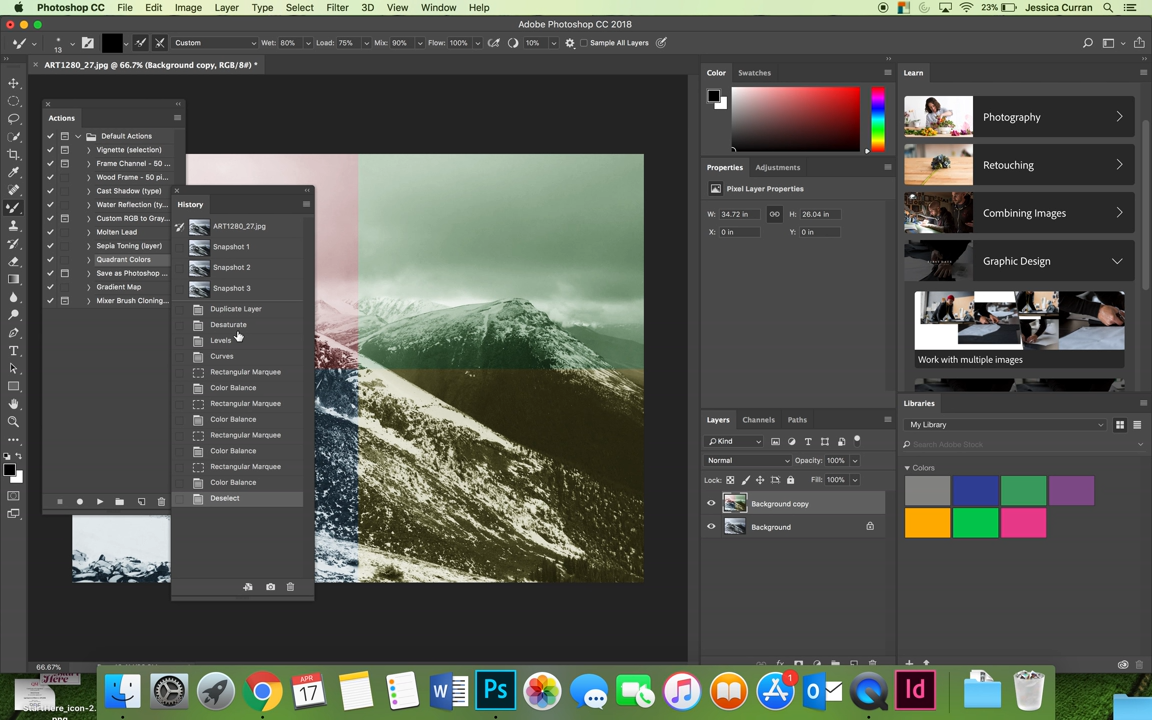 Photoshop CC File Edit Image Layer Type Select Filter 3D View Window Help 23% Jessica Curran
Adobe Photoshop CC 2018
13 Custom Wet: 80% Load: 75% Mix: 90% Flow: 100% 10% Sample All Layers
ART1280_27.jpg @ 66.7% (Background copy, RGB/8#) *
Actions
Default Actions
Vignette (selection)
Frame Channel - 50 ...
Wood Frame - 50 pi...
Cast Shadow (type)
Water Reflection (ty...
Custom RGB to Gray...
Molten Lead
Sepia Toning (layer)
Quadrant Colors
Save as Photoshop ...
Gradient Map
Mixer Brush Cloning...
History
ART1280_27.jpg
Snapshot 1
Snapshot 2
Snapshot 3
Duplicate Layer
Desaturate
Levels
Curves
Rectangular Marquee
Color Balance
Rectangular Marquee
Color Balance
Rectangular Marquee
Color Balance
Rectangular Marquee
Color Balance
Deselect
66.67%
Color Swatches
Properties Adjustments
Pixel Layer Properties
W: 34.72 in H: 26.04 in
X: 0 in Y: 0 in
Layers Channels Paths
Kind
Normal Opacity: 100%
Lock: Fill: 100%
Background copy
Background
Learn
Photography
Retouching
Combining Images
Graphic Design
Work with multiple images
Libraries
My Library
Search Adobe Stock
Colors
APR
17
W
Ps
1
Id
StartHere_icon-2.
png